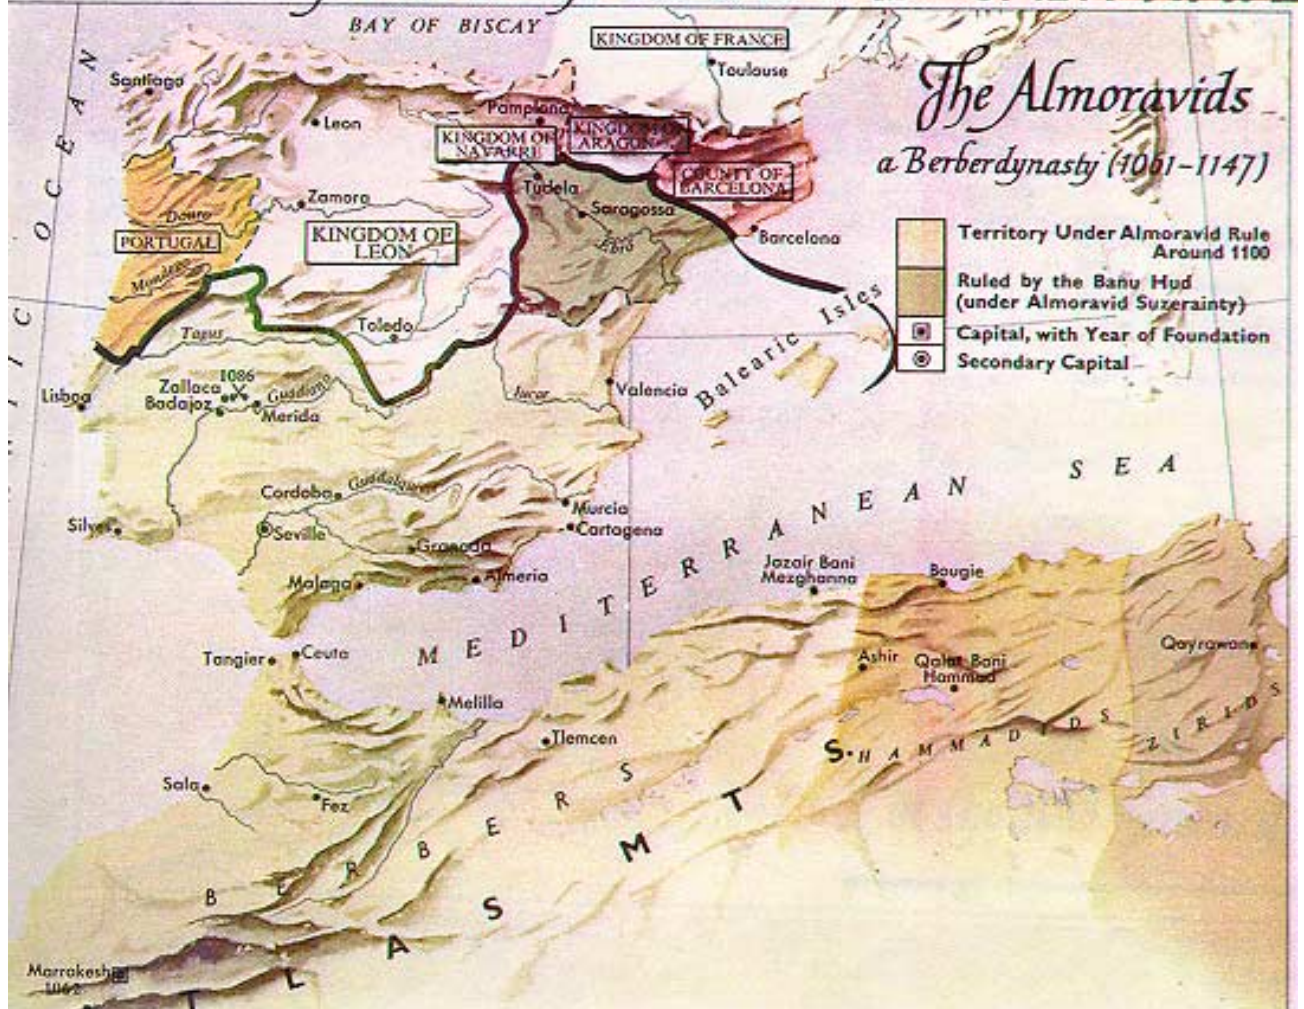 BAY OF BISCAY
KINGDOM OF FRANCE
Toulouse
The Almoravids
a Berberdynasty (1061–1147)
Territory Under Almoravid Rule
Around 1100
Ruled by the Banu Hud
(under Almoravid Suzerainty)
Capital, with Year of Foundation
Secondary Capital
OCEAN
Santiago
Leon
Pamplona
KINGDOM OF
NAVARRE
KINGDOM OF
ARAGON
COUNTY OF
BARCELONA
Tudela
Saragossa
Ebro
Barcelona
Zamora
Douro
PORTUGAL
Mondego
KINGDOM OF
LEON
Toledo
Tagus
Balearic Isles
Lisboa
1086
Zallaca
Badajoz
Guadiana
Merida
Jucar
Valencia
Cordoba
Guadalquever
Murcia
Cartagena
Silves
Seville
Granada
Malaga
Almeria
MEDITERRANEAN SEA
Jazair Bani
Mezghanna
Bougie
Tangier
Ceuta
Melilla
Ashir
Qalat Bani
Hammad
Qayrawan
Tlemcen
HAMMADIDS
ZIRIDS
Sala
Fez
BERBERS
TLAS MTS.
Marrakesh
1062